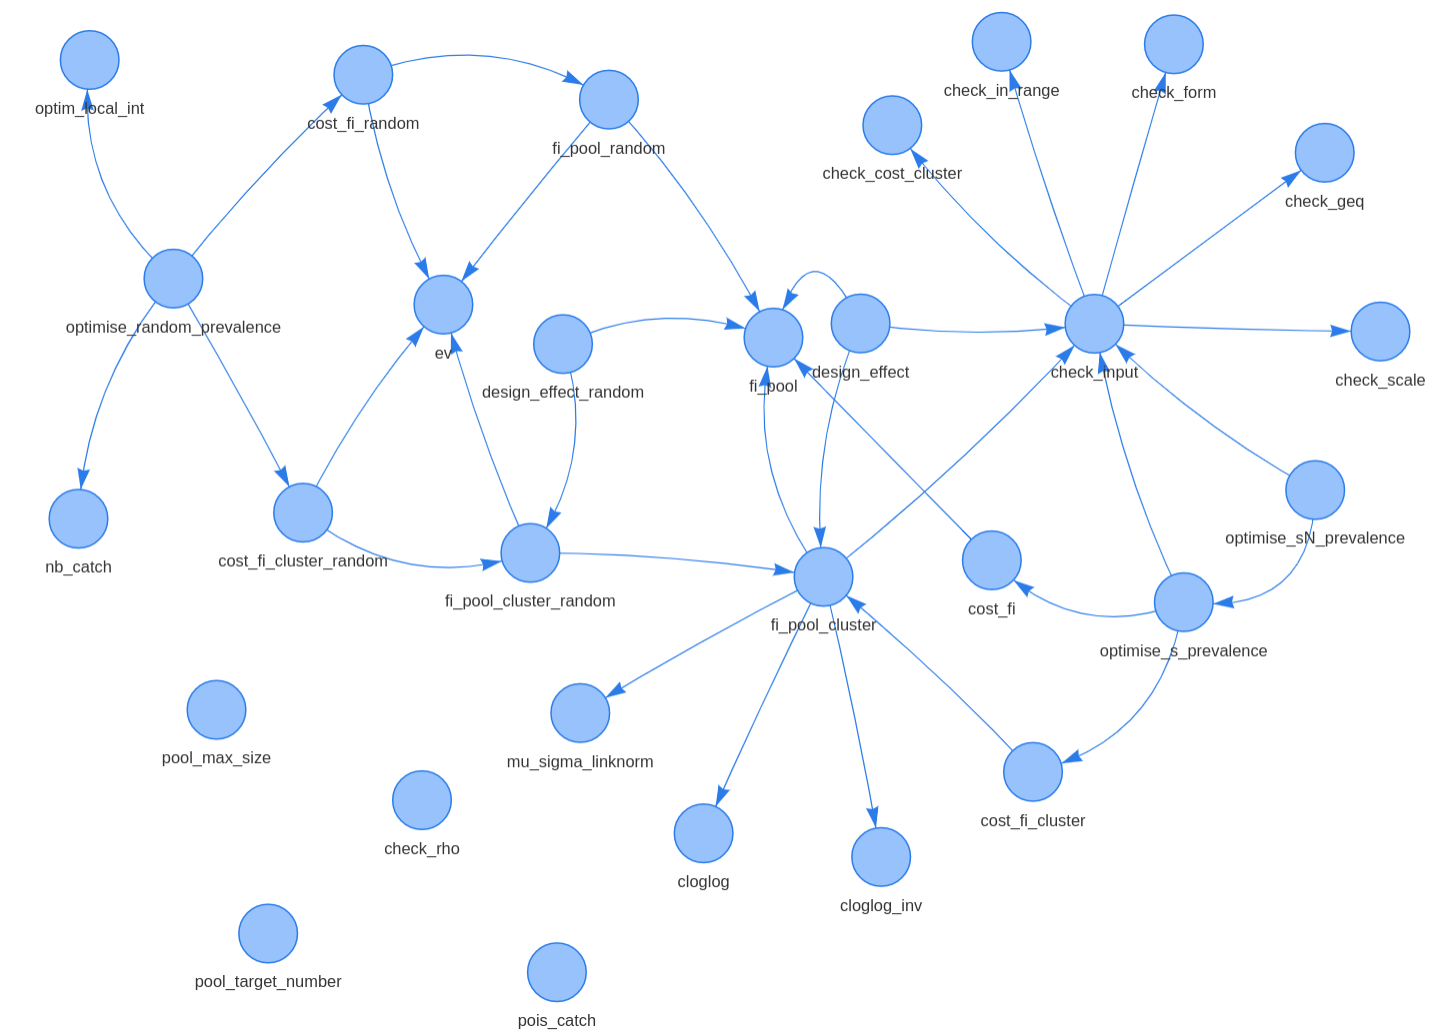 check_in_range
check_form
optim_local_int
cost_fi_random
fi_pool_random
check_cost_cluster
check_geq
optimise_random_prevalence
ev
design_effect_random
fi_pool
design_effect
check_input
check_scale
optimise_sN_prevalence
nb_catch
cost_fi_cluster_random
fi_pool_cluster_random
cost_fi
fi_pool_cluster
optimise_s_prevalence
pool_max_size
mu_sigma_linknorm
cost_fi_cluster
check_rho
cloglog
cloglog_inv
pool_target_number
pois_catch